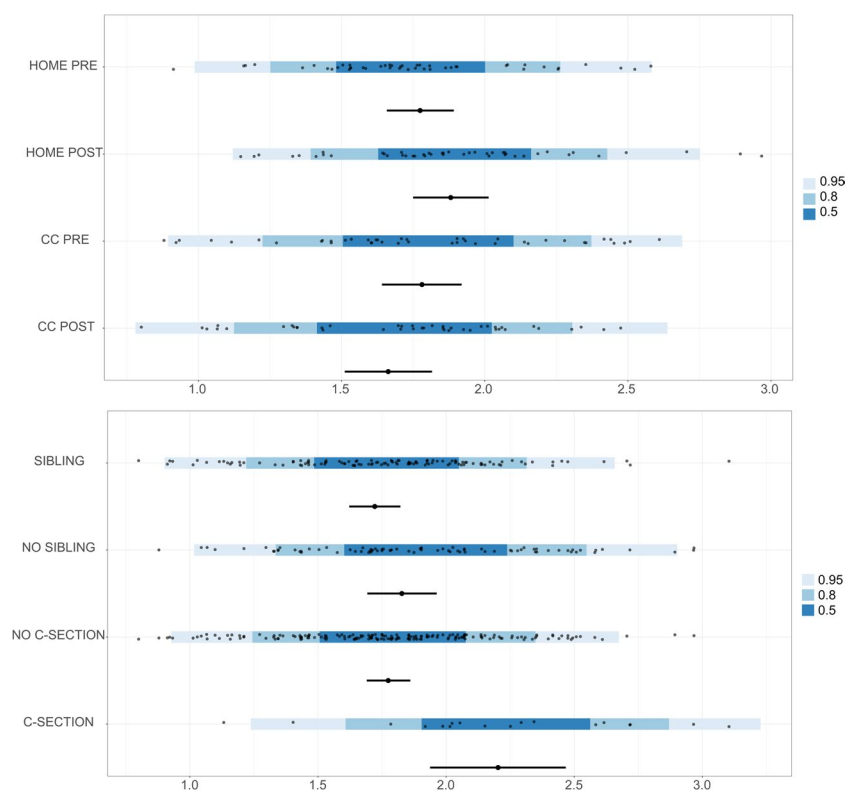 HOME PRE
HOME POST
CC PRE
CC POST
1.0 1.5 2.0 2.5 3.0
0.95
0.8
0.5
SIBLING
NO SIBLING
NO C-SECTION
C-SECTION
1.0 1.5 2.0 2.5 3.0
0.95
0.8
0.5